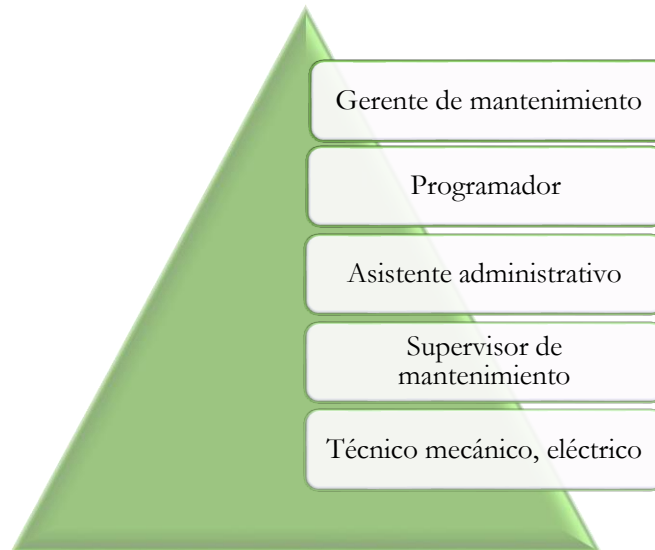 Gerente de mantenimiento
Programador
Asistente administrativo
Supervisor de
mantenimiento
Técnico mecánico, eléctrico